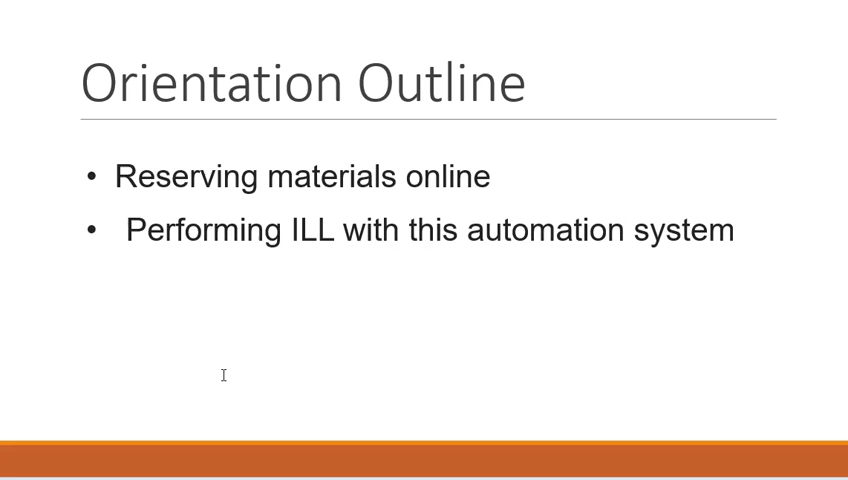 Orientation Outline
• Reserving materials online
• Performing ILL with this automation system